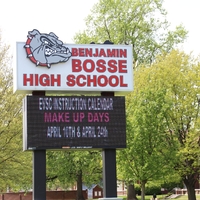 BENJAMIN
BOSSE
HIGH SCHOOL
EVSC INSTRUCTION CALENDAR
MAKE UP DAYS
APRIL 10TH & APRIL 24TH